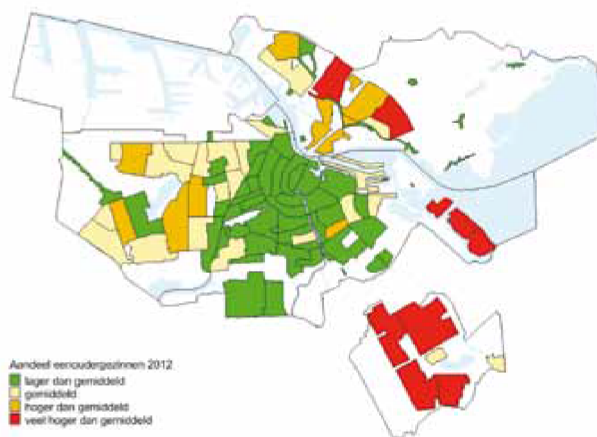 Aandeel eenoudergezinnen 2012
lager dan gemiddeld
gemiddeld
hoger dan gemiddeld
veel hoger dan gemiddeld